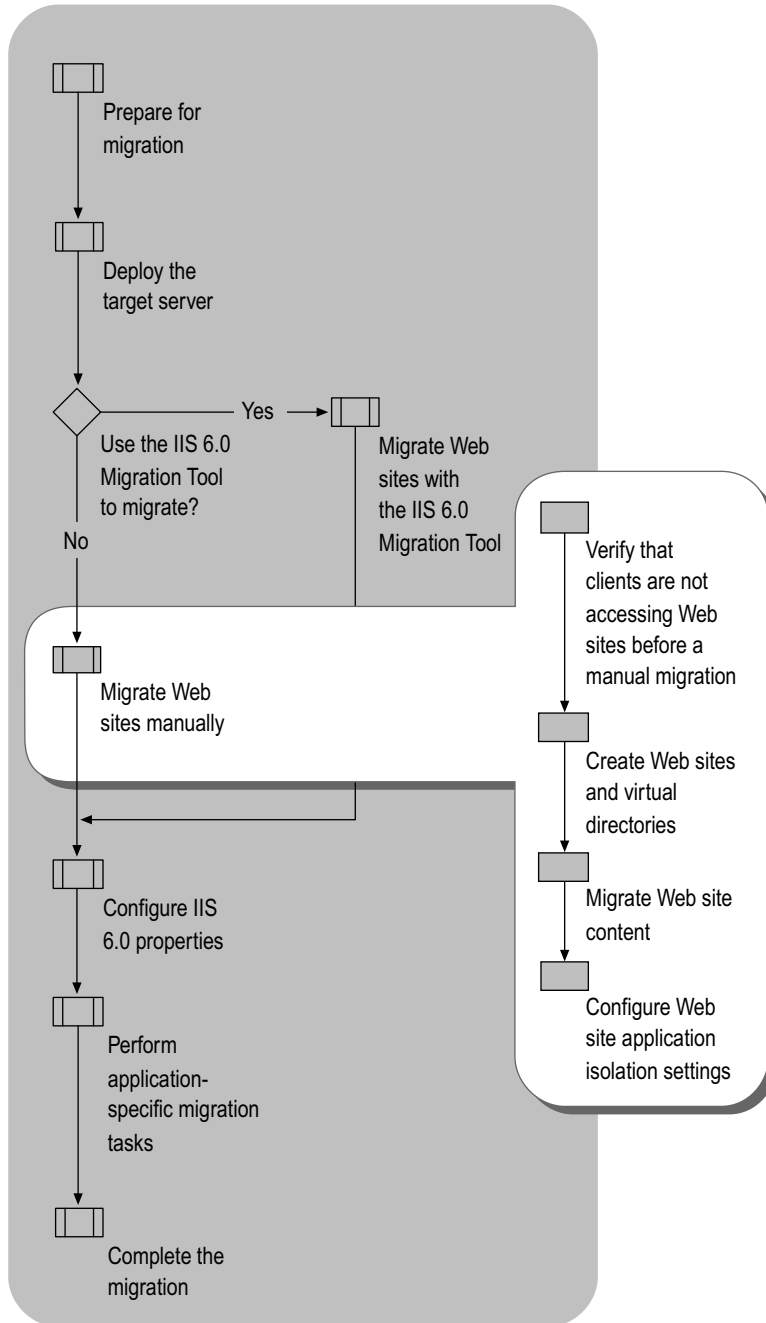 Prepare for
migration
Deploy the
target server
Yes
Use the IIS 6.0
Migration Tool
to migrate?
No
Migrate Web
sites with
the IIS 6.0
Migration Tool
Migrate Web
sites manually
Verify that
clients are not
accessing Web
sites before a
manual migration
Create Web sites
and virtual
directories
Migrate Web site
content
Configure Web
site application
isolation settings
Configure IIS
6.0 properties
Perform
application-
specific migration
tasks
Complete the
migration